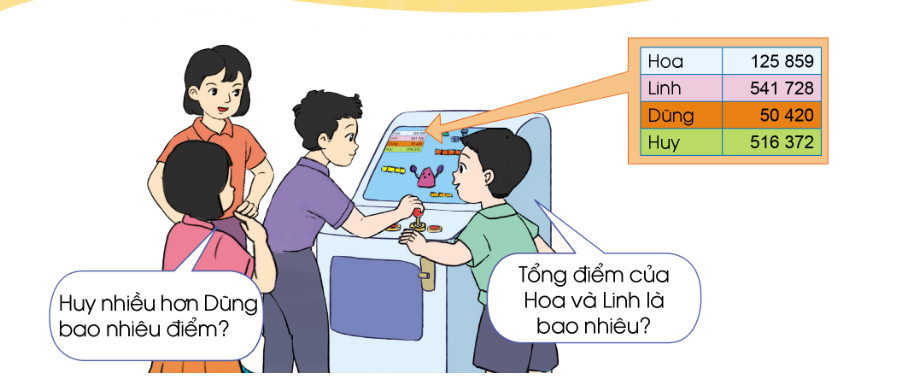 Hoa 125 859
Linh 541 728
Dũng 50 420
Huy 516 372
Huy nhiều hơn Dũng
bao nhiêu điểm?
Tổng điểm của
Hoa và Linh là
bao nhiêu?